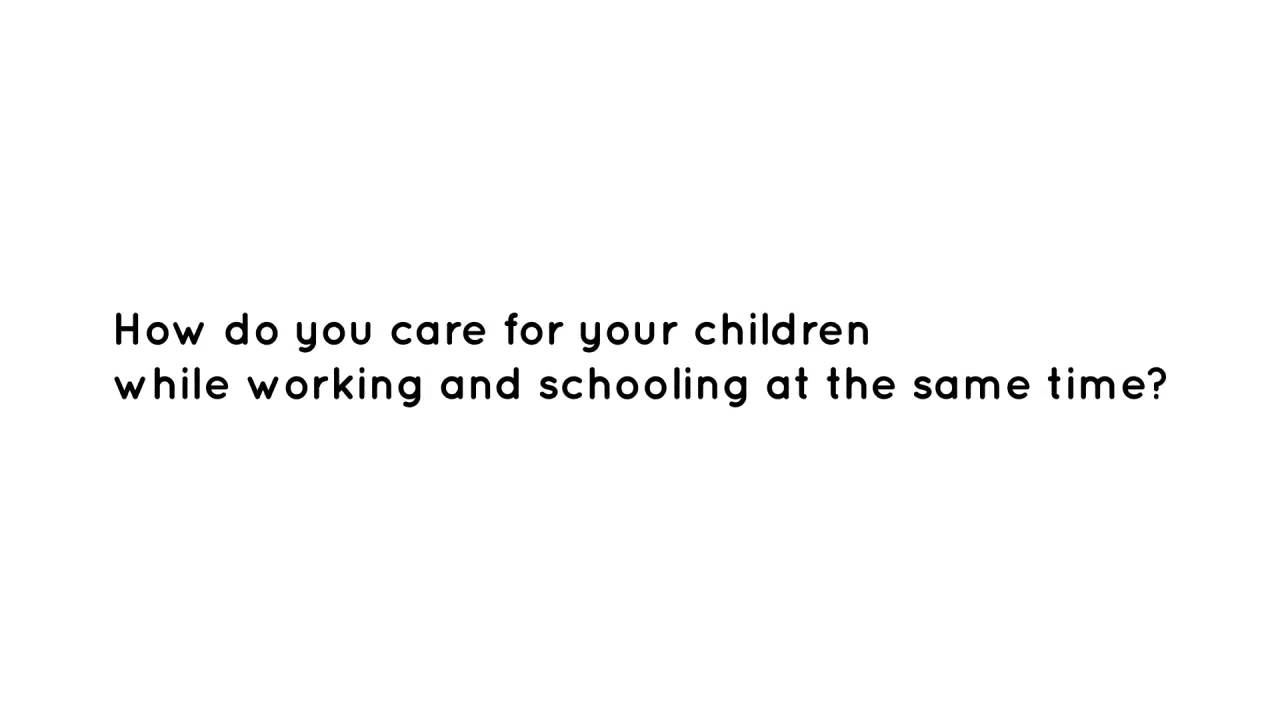 How do you care for your children
while working and schooling at the same time?